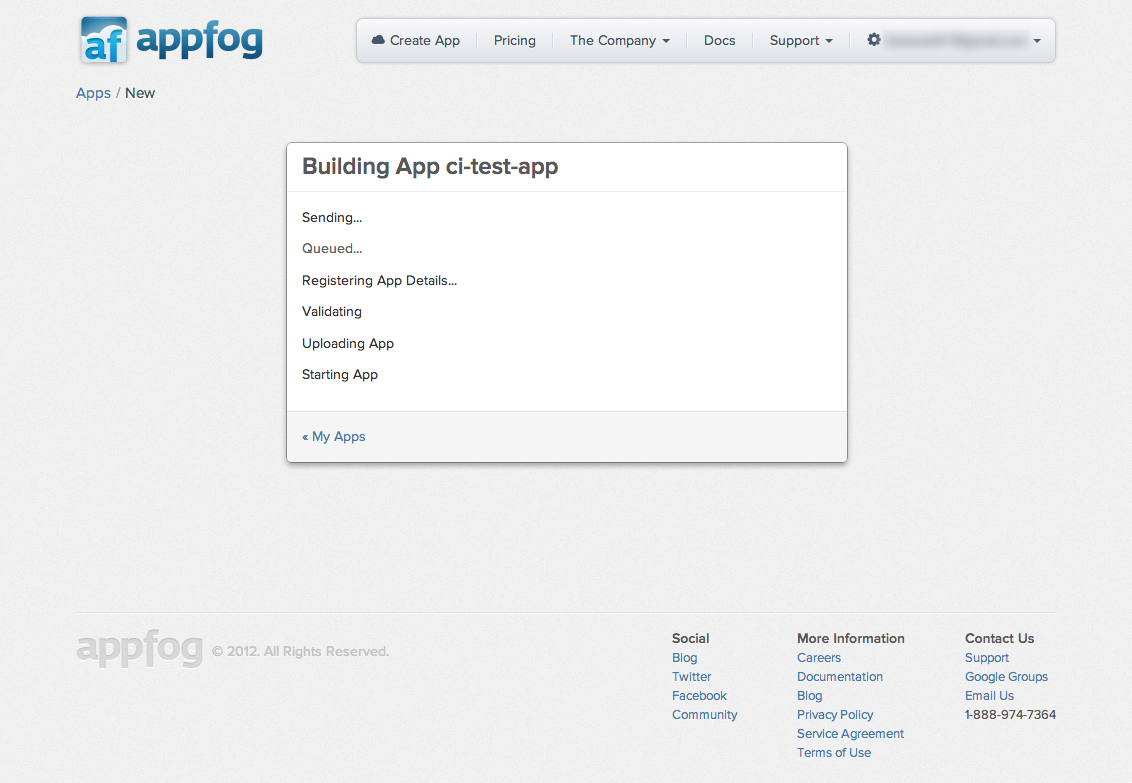 af appfog
Create App Pricing The Company Docs Support
Apps / New
Building App ci-test-app
Sending...
Queued...
Registering App Details...
Validating
Uploading App
Starting App
« My Apps
appfog © 2012. All Rights Reserved.
Social
Blog
Twitter
Facebook
Community
More Information
Careers
Documentation
Blog
Privacy Policy
Service Agreement
Terms of Use
Contact Us
Support
Google Groups
Email Us
1-888-974-7364